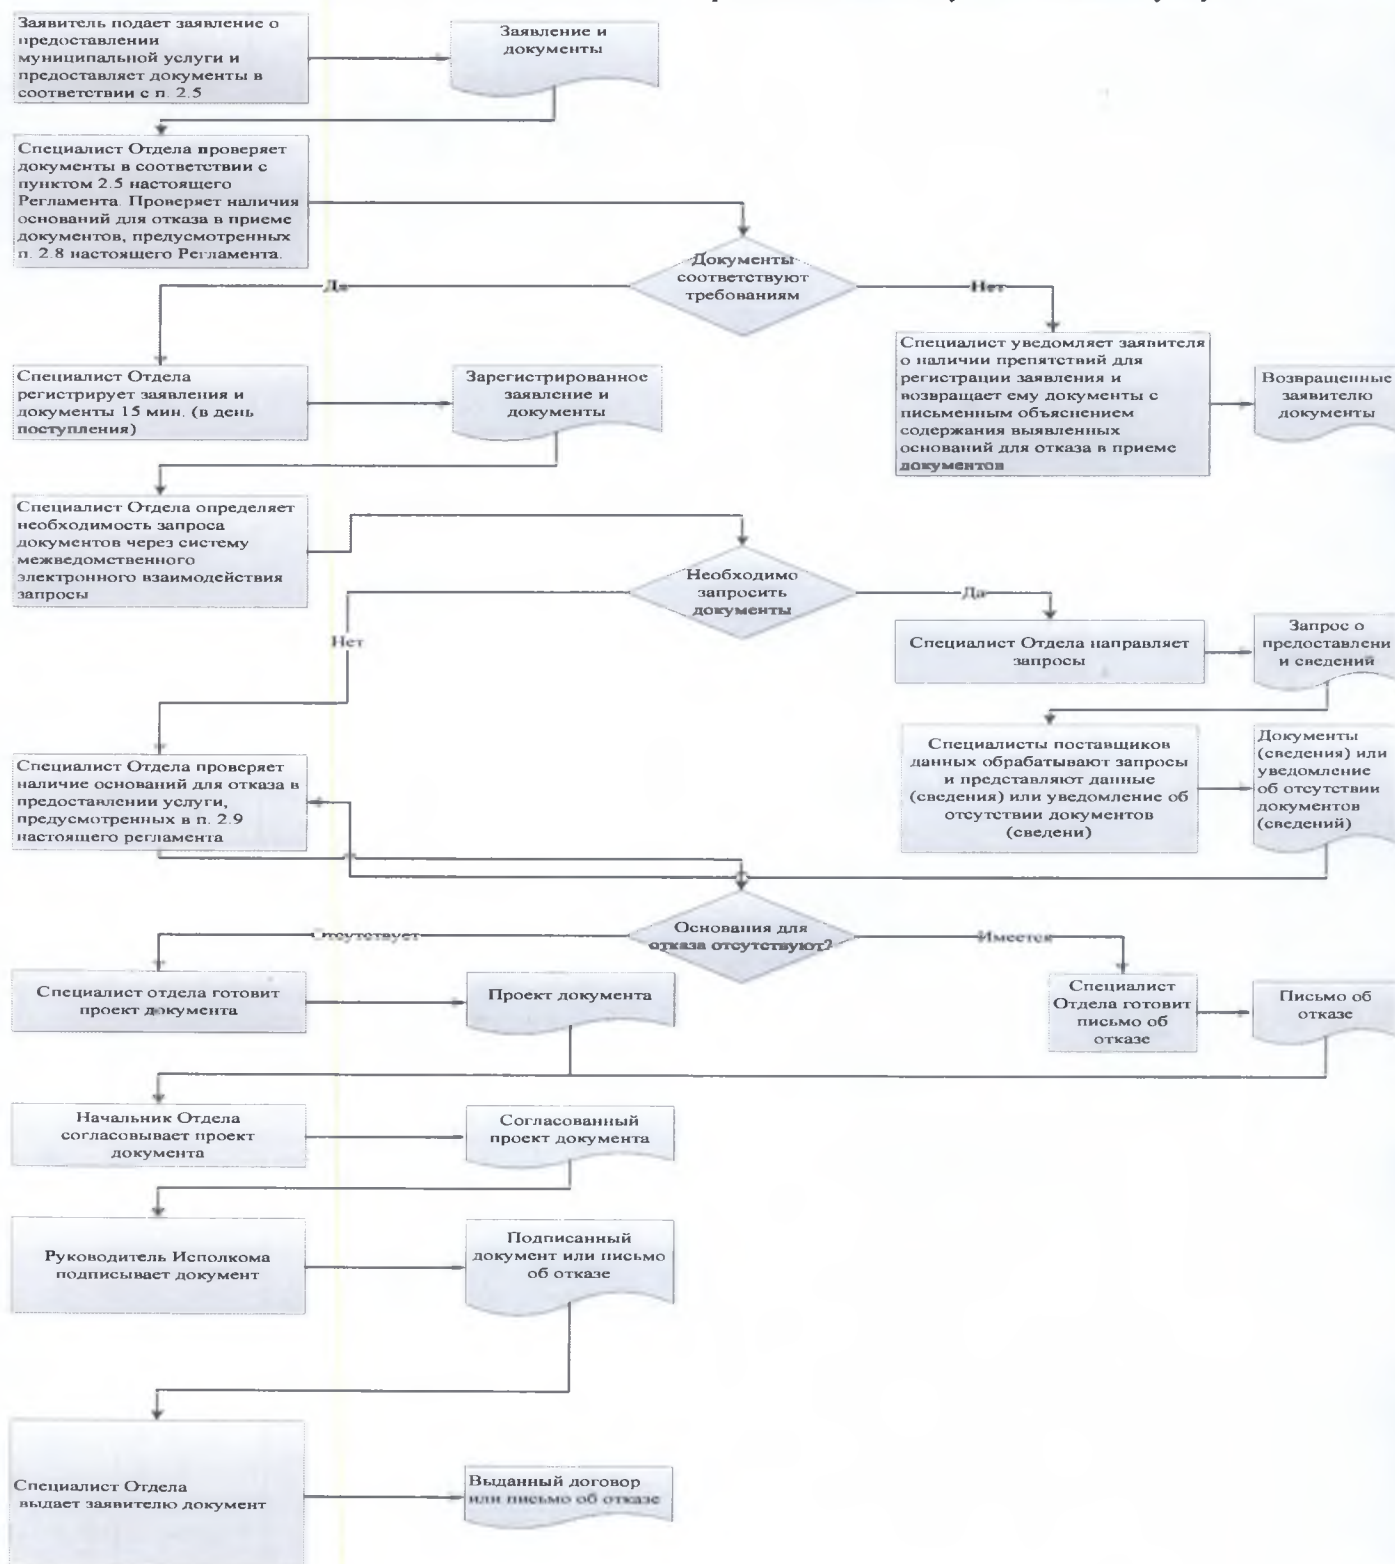 Заявитель подает заявление о
предоставлении
муниципальной услуги и
предоставляет документы в
соответствии с п. 2.5
Заявление и
документы
Специалист Отдела проверяет
документы в соответствии с
пунктом 2.5 настоящего
Регламента. Проверяет наличия
оснований для отказа в приеме
документов, предусмотренных
п. 2.8 настоящего Регламента.
Документы
соответствуют
требованиям
Да
Нет
Специалист Отдела
регистрирует заявления и
документы 15 мин. (в день
поступления)
Зарегистрированное
заявление и
документы
Специалист уведомляет заявителя
о наличии препятствий для
регистрации заявления и
возвращает ему документы с
письменным объяснением
содержания выявленных
оснований для отказа в приеме
документов
Возвращенные
заявителю
документы
Специалист Отдела определяет
необходимость запроса
документов через систему
межведомственного
электронного взаимодействия
запросы
Необходимо
запросить
документы
Да
Нет
Специалист Отдела направляет
запросы
Запрос о
предоставлени
и сведений
Специалисты поставщиков
данных обрабатывают запросы
и представляют данные
(сведения) или уведомление об
отсутствии документов
(сведени)
Документы
(сведения) или
уведомление
об отсутствии
документов
(сведений)
Специалист Отдела проверяет
наличие оснований для отказа в
предоставлении услуги,
предусмотренных в п. 2.9
настоящего регламента
Основания для
отказа отсутствуют?
Отсутствует
Имеется
Специалист отдела готовит
проект документа
Проект документа
Специалист
Отдела готовит
письмо об
отказе
Письмо об
отказе
Начальник Отдела
согласовывает проект
документа
Согласованный
проект документа
Руководитель Исполкома
подписывает документ
Подписанный
документ или письмо
об отказе
Специалист Отдела
выдает заявителю документ
Выданный договор
или письмо об отказе